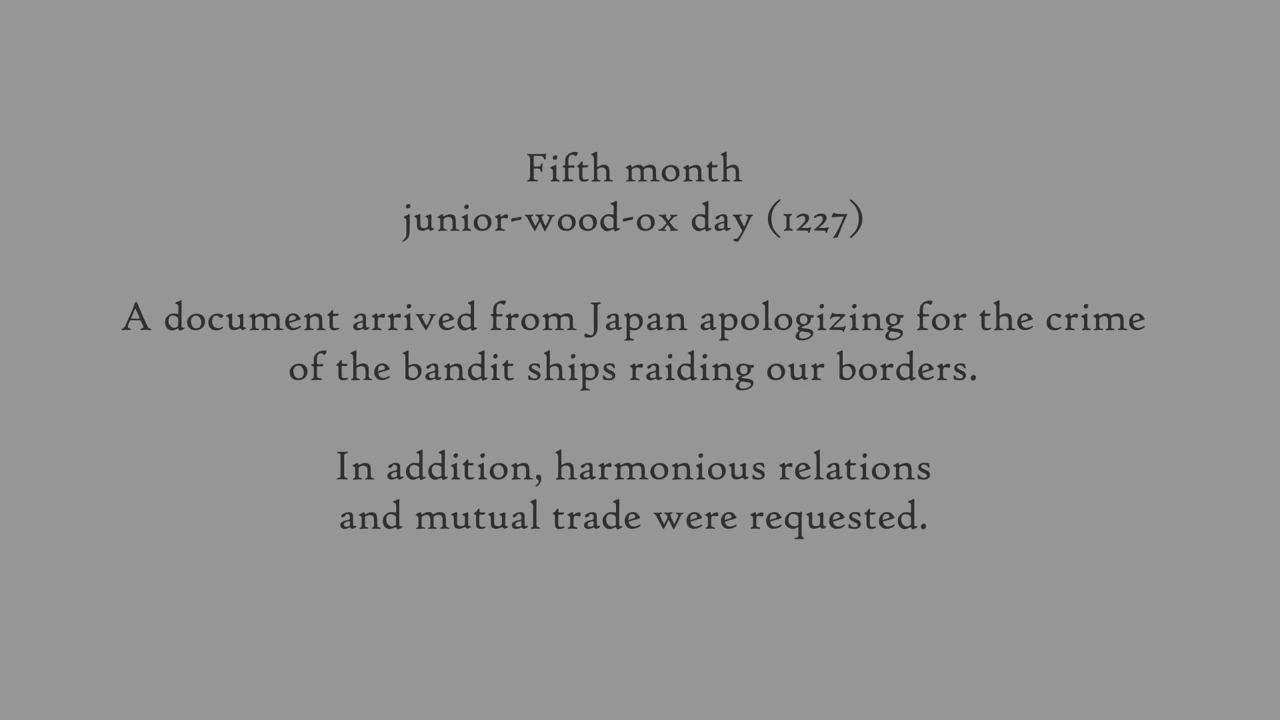 Fifth month
junior-wood-ox day (1227)
A document arrived from Japan apologizing for the crime
of the bandit ships raiding our borders.
In addition, harmonious relations
and mutual trade were requested.